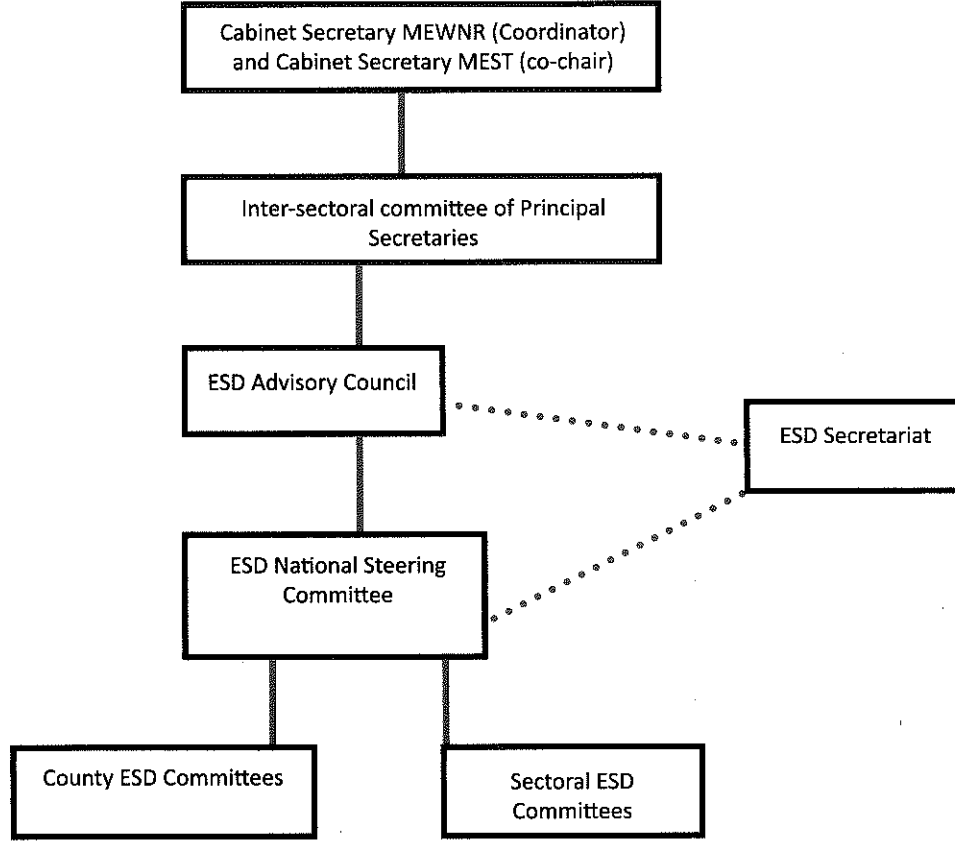 Cabinet Secretary MEWNR (Coordinator)
and Cabinet Secretary MEST (co-chair)
Inter-sectoral committee of Principal
Secretaries
ESD Advisory Council
ESD Secretariat
ESD National Steering
Committee
County ESD Committees
Sectoral ESD
Committees